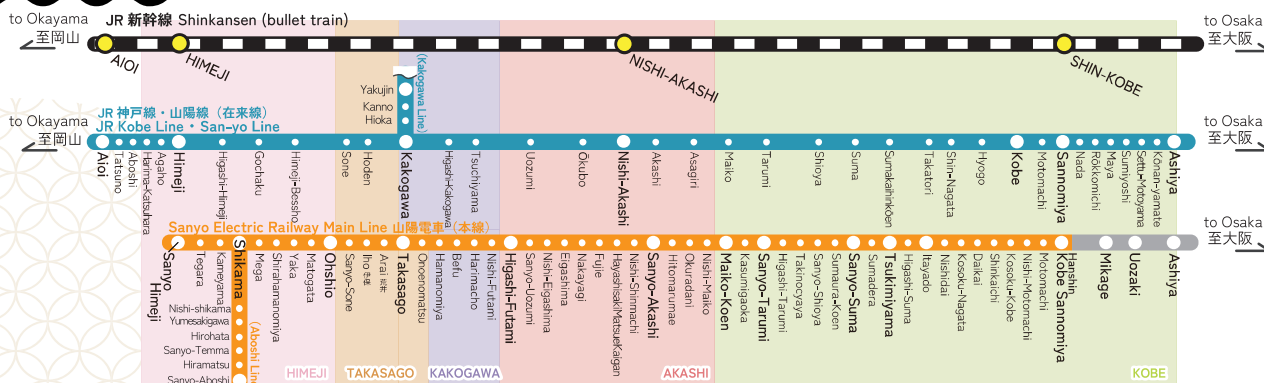 to Okayama
至岡山
JR 新幹線 Shinkansen (bullet train)
to Osaka
至大阪
AIOI
HIMEJI
NISHI-AKASHI
SHIN-KOBE
(Kakogawa Line)
Yakujin
Kanno
Hioka
to Okayama
至岡山
JR 神戸線・山陽線（在来線）
JR Kobe Line・San-yo Line
to Osaka
至大阪
Aioi
Tatsuno
Aboshi
Harima-Katsuhara
Agaho
Himeji
Higashi-Himeji
Gochaku
Himeji-Bessho
Sone
Hoden
Kakogawa
Higashi-Kakogawa
Tsuchiyama
Uozumi
Ōkubo
Nishi-Akashi
Akashi
Asagiri
Maiko
Tarumi
Shioya
Suma
Sumakaihinkōen
Takatori
Shin-Nagata
Hyogo
Kobe
Motomachi
Sannomiya
Nada
Rokkomichi
Maya
Sumiyoshi
Settu-Motoyama
Kōnan-yamate
Ashiya
Sanyo Electric Railway Main Line 山陽電車（本線）
to Osaka
至大阪
Sanyo Himeji
Tegara
Kameyama
Shikama
Mega
Shirahamanomiya
Yaka
Matogata
Ohshio
Sanyo-Sone
Iho
Arai
Takasago
Onoenomatsu
Hamanomiya
Befu
Harimacho
Nishi-Futami
Higashi-Futami
Sanyo-Uozumi
Nishi-Eigashima
Eigashima
Nakayagi
Fujie
HayashisakiMatsueKaigan
Nishi-Shinmachi
Sanyo-Akashi
Hitomarumae
Okuradani
Nishi-Maiko
Maiko-Koen
Kasumigaoka
Sanyo-Tarumi
Higashi-Tarumi
Takinocyaya
Sanyo-Shioya
Sumaura-Koen
Sanyo-Suma
Sumadera
Tsukimiyama
Higashi-Suma
Itayado
Nishidai
Kosoku-Nagata
Daikai
Shinkaichi
Kosoku-Kobe
Nishi-Motomachi
Motomachi
Kobe Sannomiya
Hanshin
Mikage
Uozaki
Ashiya
Nishi-shikama
Yumesakigawa
Hirohata
Sanyo-Temma
Hiramatsu
Sanyo-Aboshi
(Aboshi Line
HIMEJI
TAKASAGO
KAKOGAWA
AKASHI
KOBE